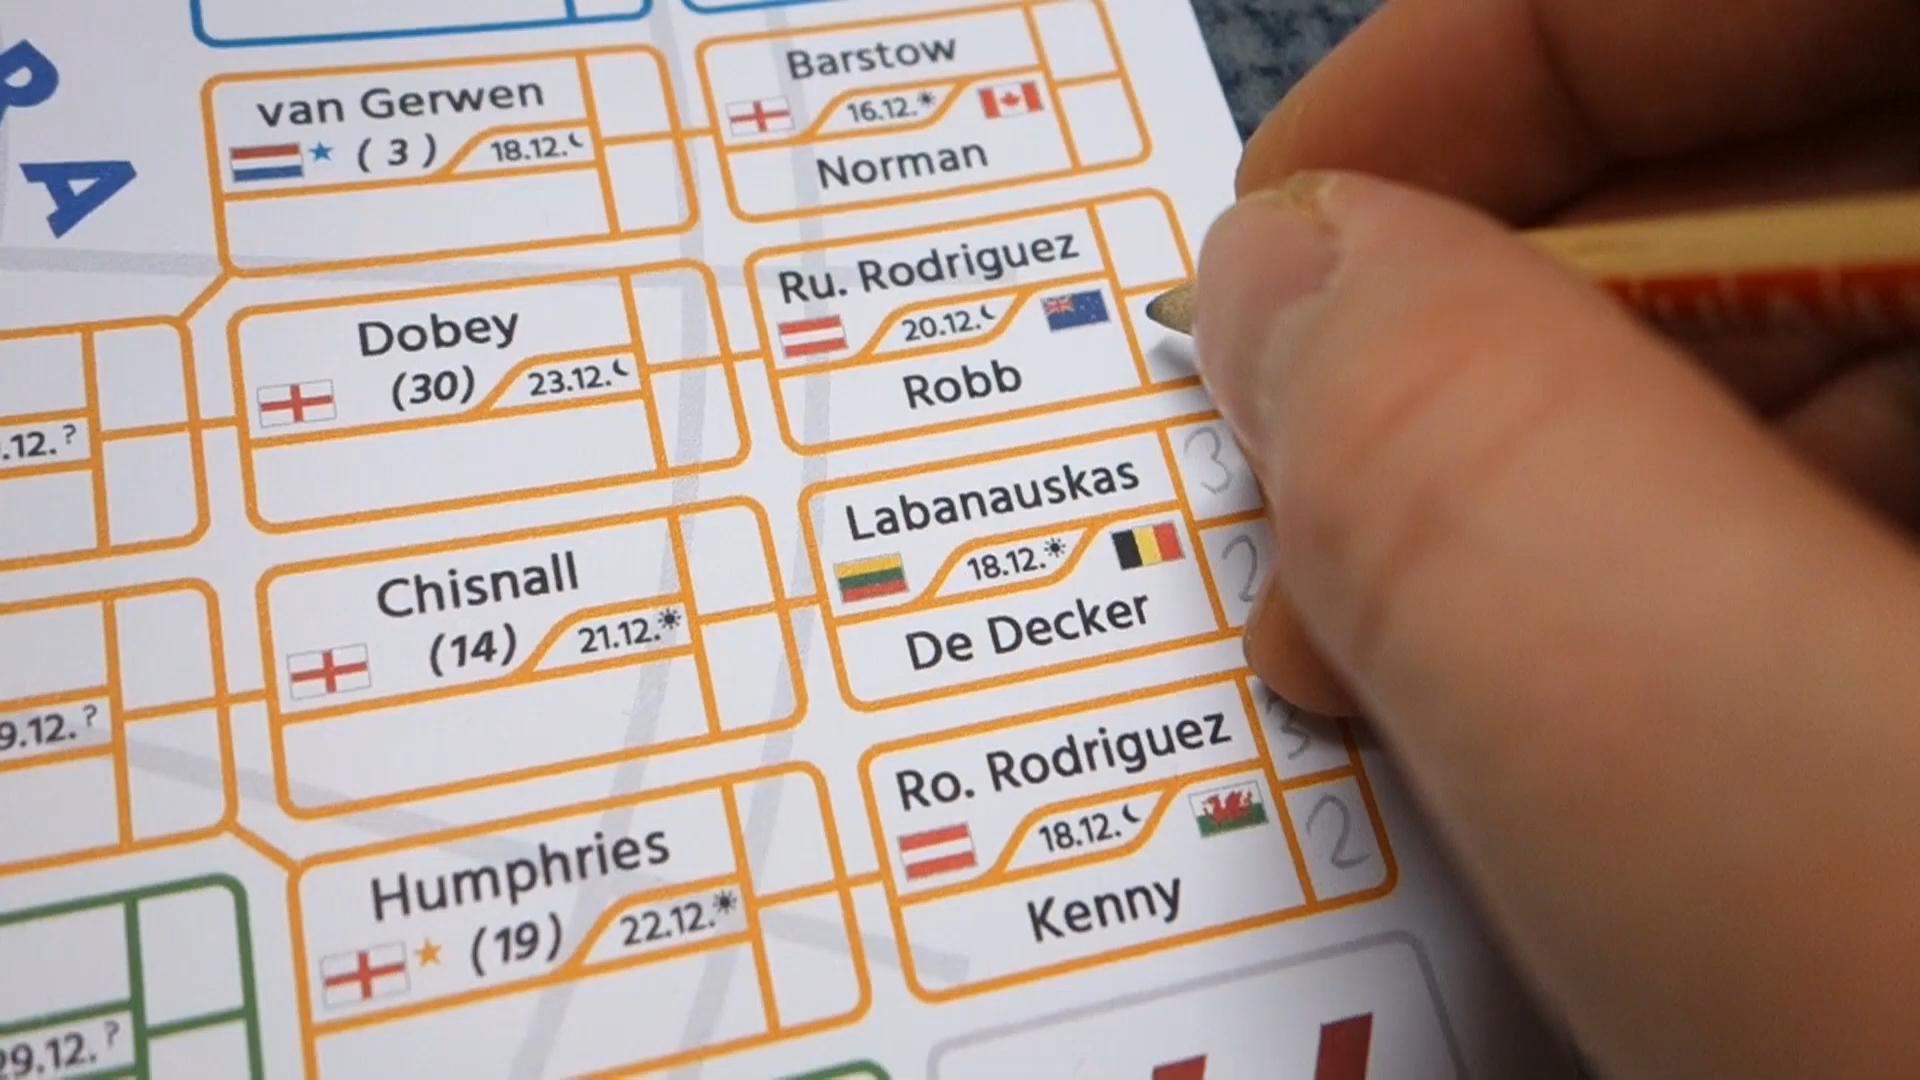 R
A
van Gerwen
(3) 18.12.
Barstow
16.12.
Norman
Dobey
(30) 23.12.
Ru. Rodriguez
20.12.
Robb
.12.?
Chisnall
(14) 21.12.
Labanauskas 3
18.12.
De Decker 2
9.12.?
Humphries
(19) 22.12.
Ro. Rodriguez 3
18.12.
Kenny 2
29.12.?